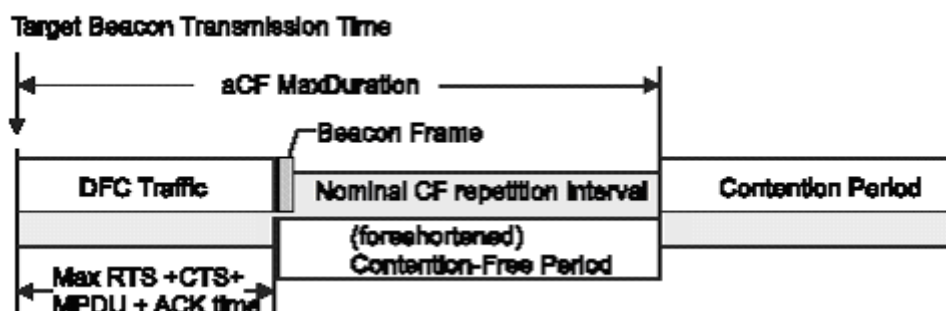 Target Beacon Transmission Time
aCF MaxDuration
Beacon Frame
DFC Traffic
Nominal CF repetition interval
Contention Period
(foreshortened)
Contention-Free Period
Max RTS +CTS+
MPDU + ACK time